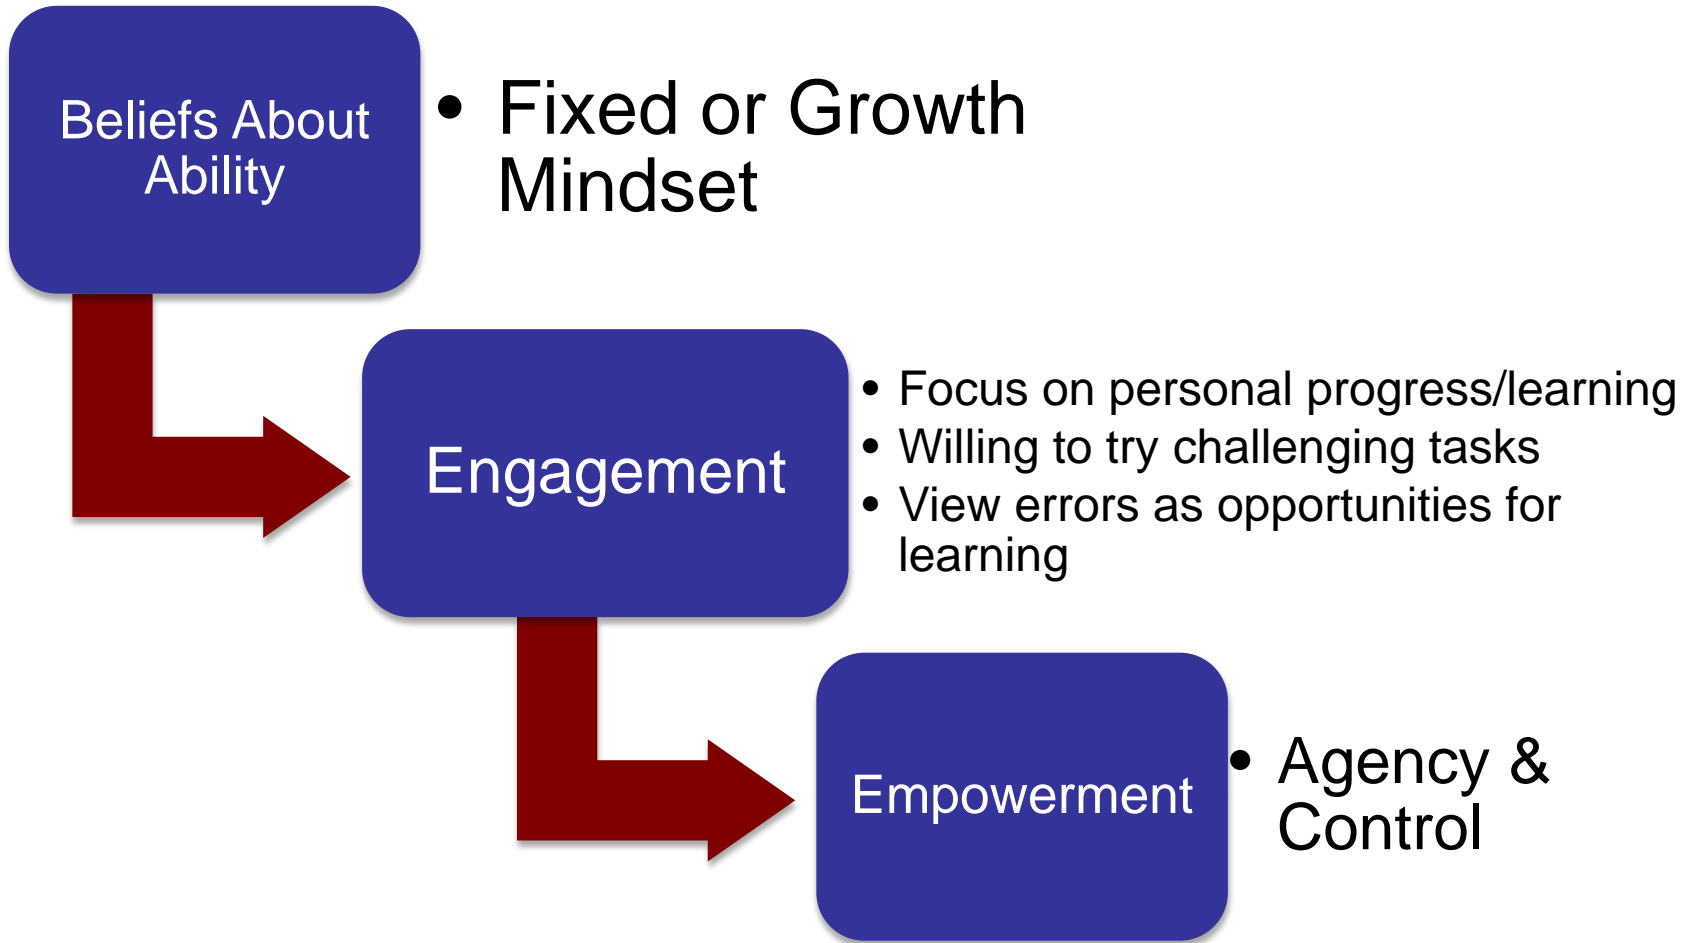 Beliefs About
Ability
• Fixed or Growth
Mindset
Engagement
• Focus on personal progress/learning
• Willing to try challenging tasks
• View errors as opportunities for
learning
Empowerment
• Agency &
Control